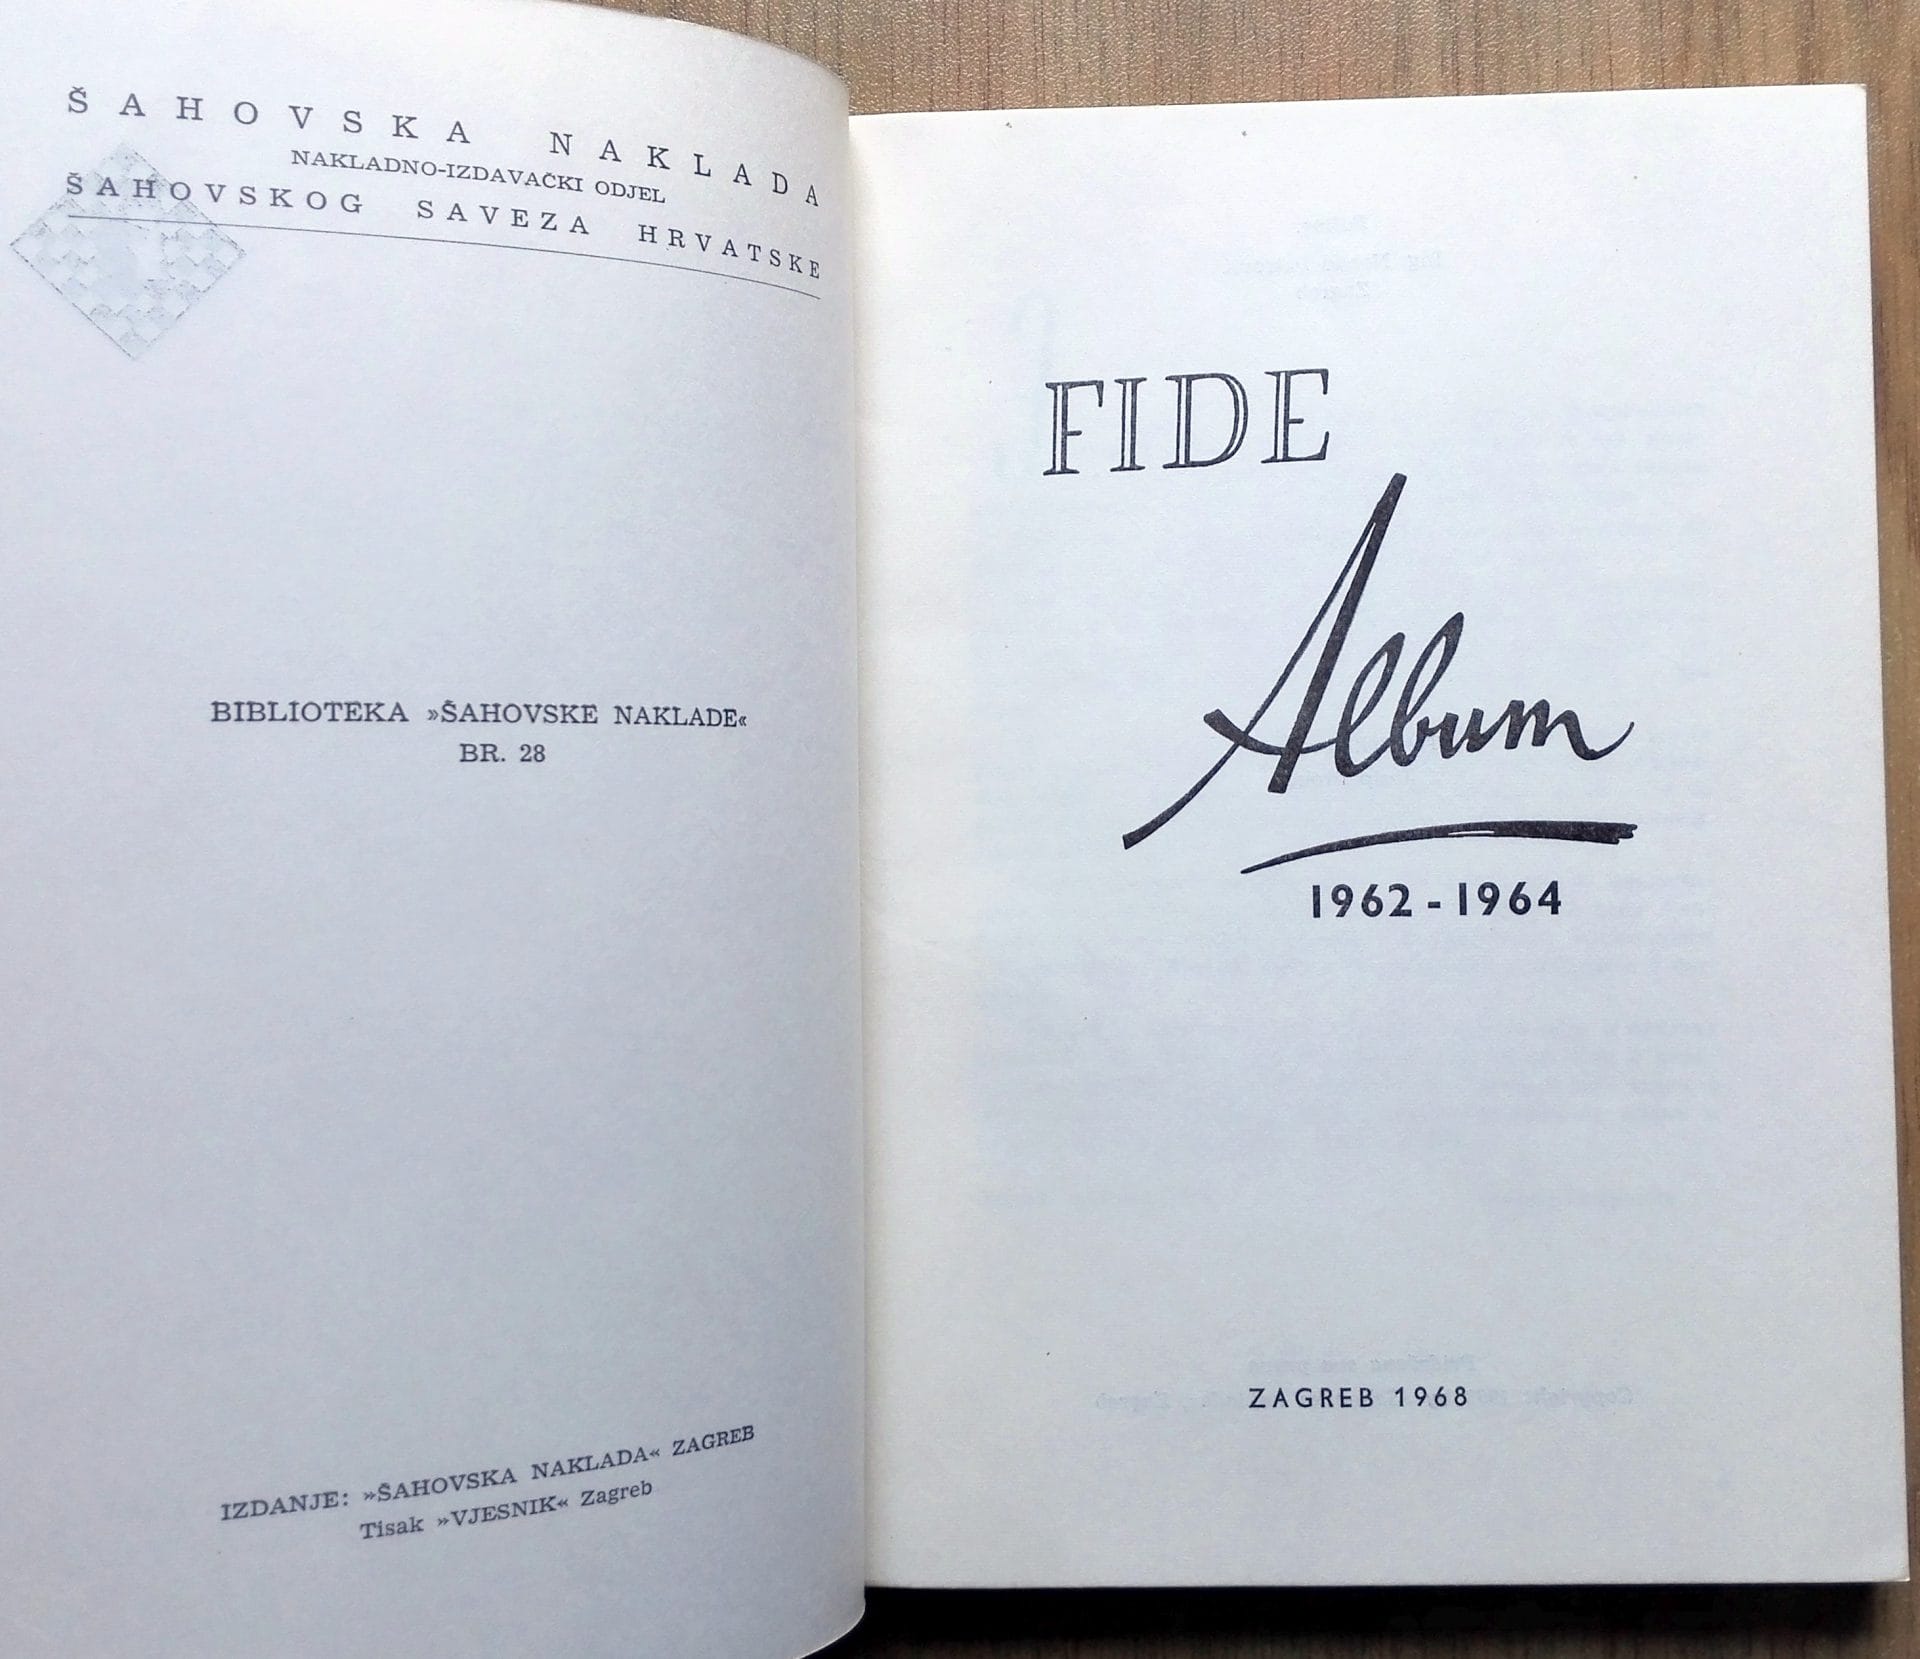 ŠAHOVSKA NAKLADA
NAKLADNO-IZDAVAČKI ODJEL
ŠAHOVSKOG SAVEZA HRVATSKE
BIBLIOTEKA »ŠAHOVSKE NAKLADE«
BR. 28
IZDANJE: »ŠAHOVSKA NAKLADA« ZAGREB
Tisak »VJESNIK« Zagreb
FIDE
Album
1962-1964
ZAGREB 1968